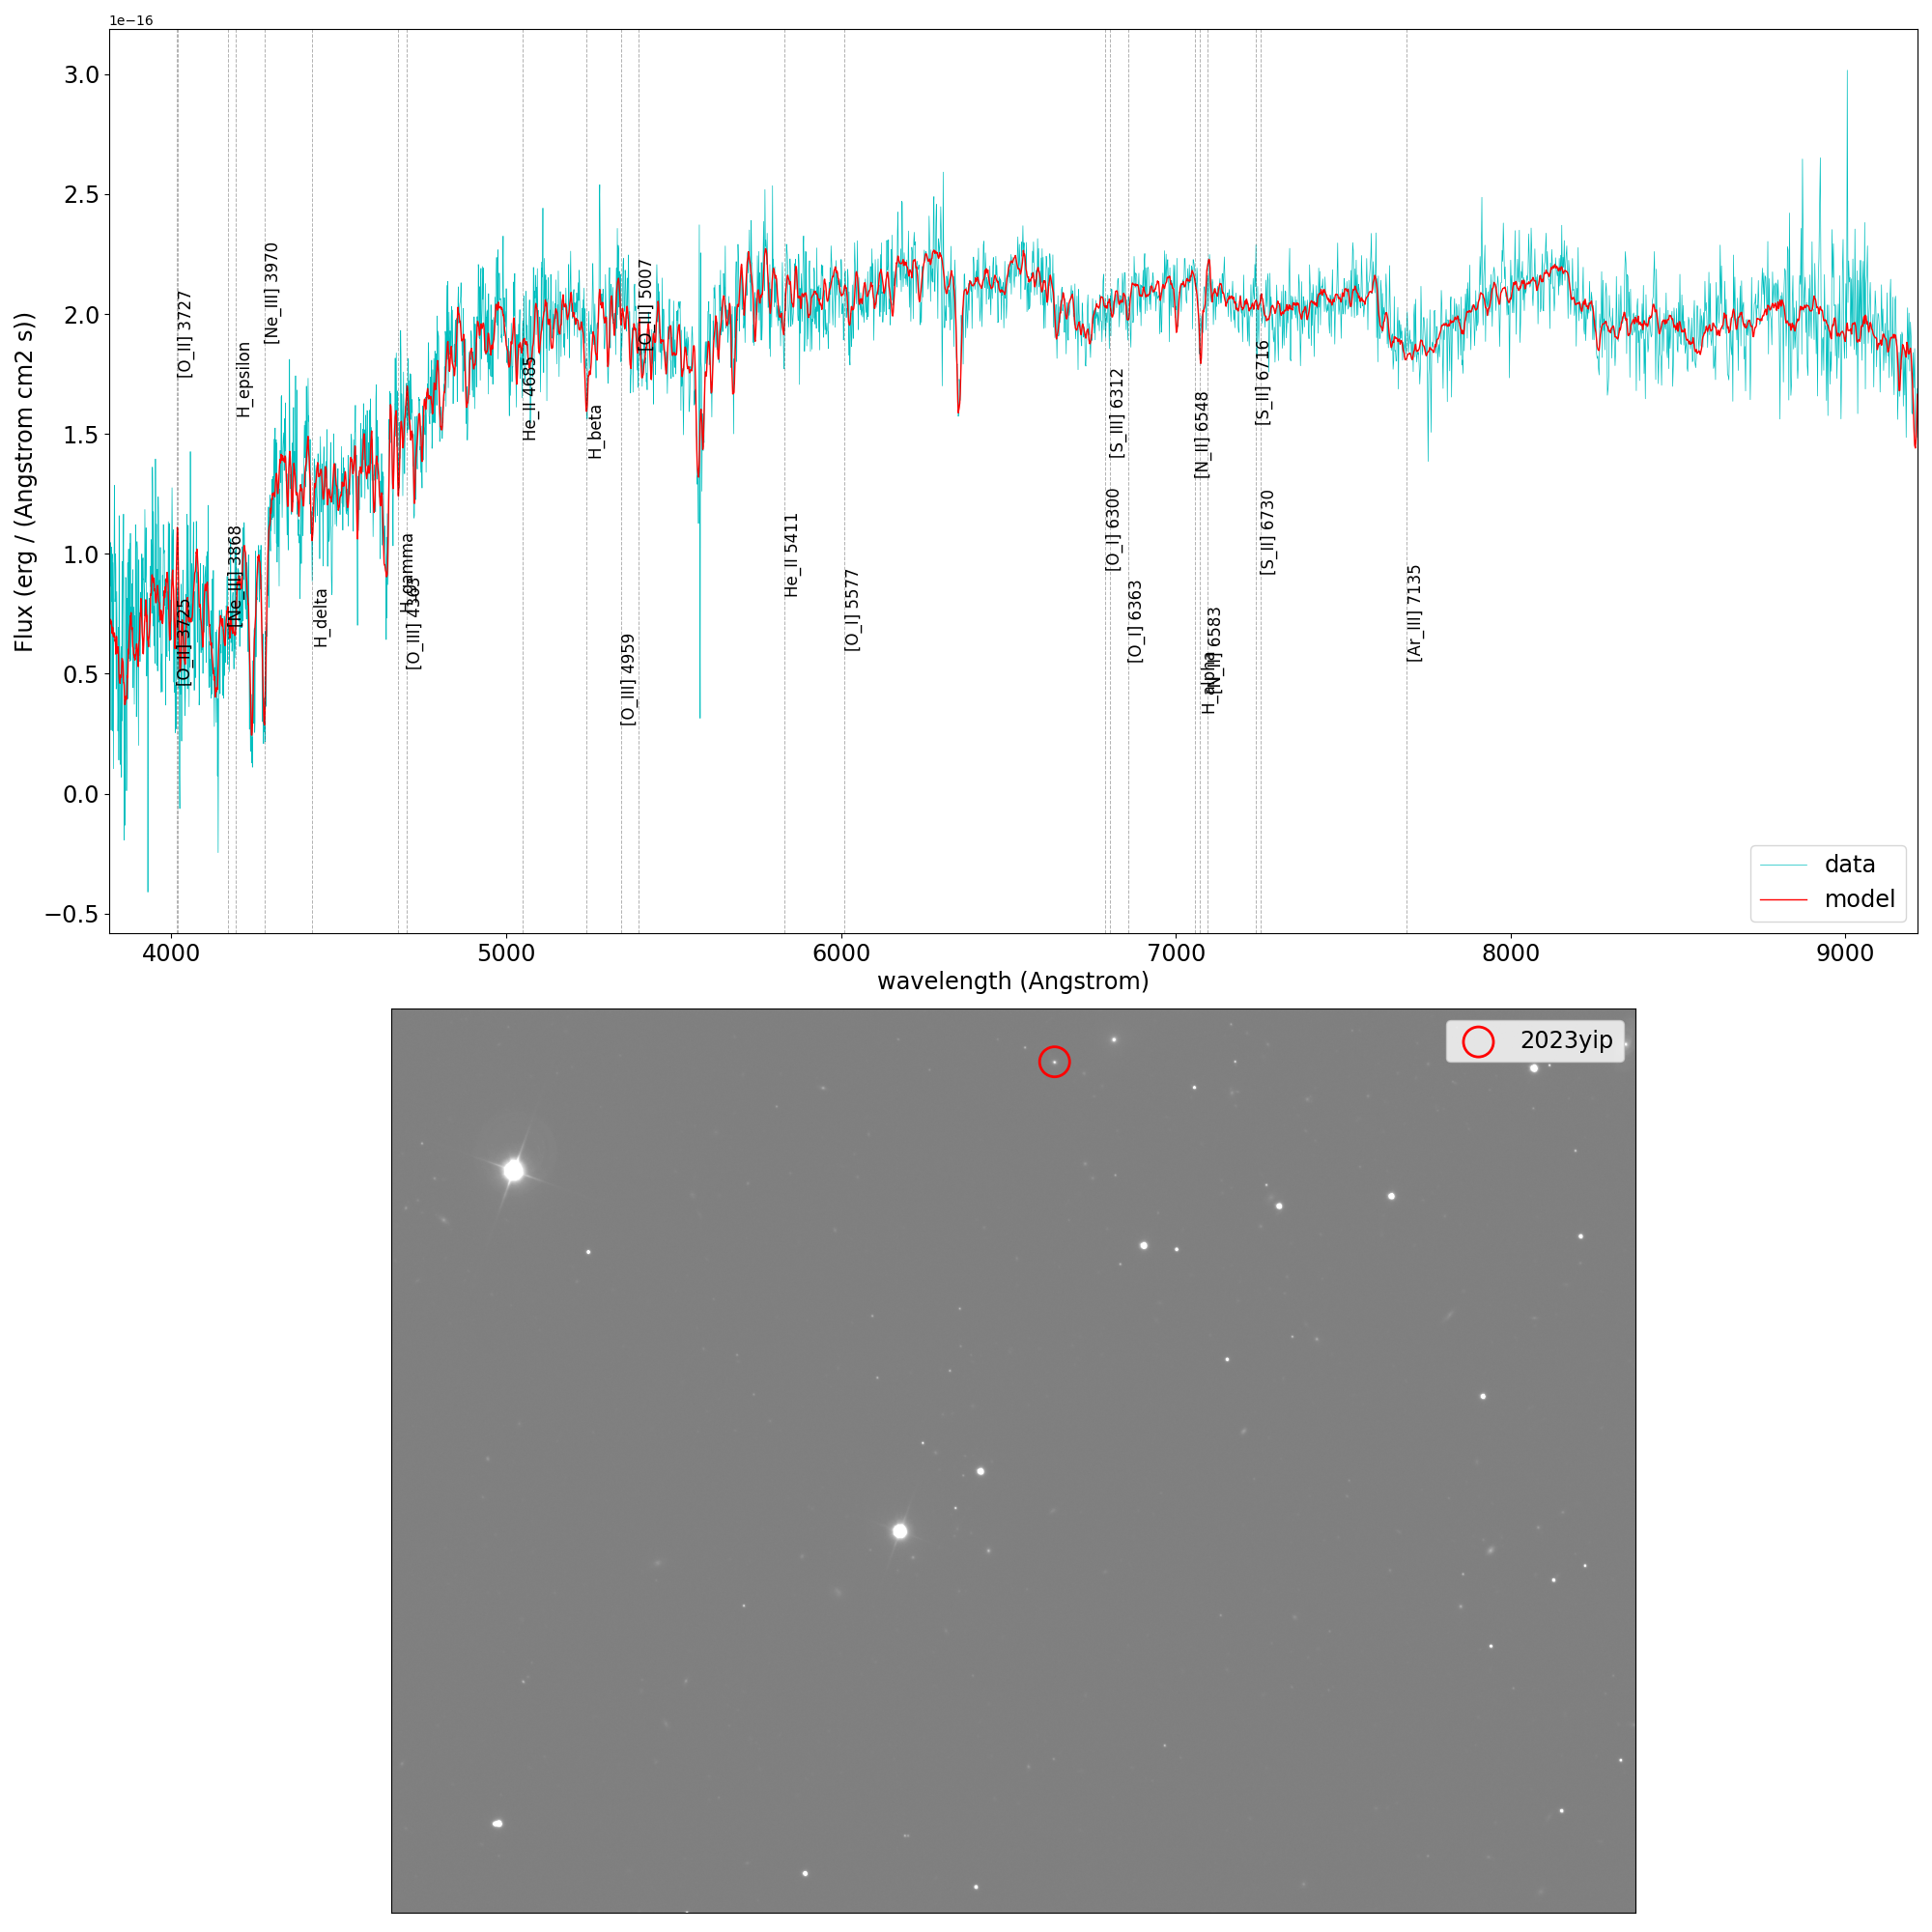 1e−16
3.0
2.5
2.0
1.5
1.0
0.5
0.0
−0.5
Flux (erg / (Angstrom cm2 s))
[O_II] 3725
[O_II] 3727
[Ne_III] 3868
H_epsilon
[Ne_III] 3970
H_delta
H_gamma
[O_III] 4363
He_II 4685
H_beta
[O_III] 4959
[O_III] 5007
He_II 5411
[O_I] 5577
[O_I] 6300
[S_III] 6312
[O_I] 6363
[N_II] 6548
H_alpha
[N_II] 6583
[S_II] 6716
[S_II] 6730
[Ar_III] 7135
data
model
4000 5000 6000 7000 8000 9000
wavelength (Angstrom)
2023yip